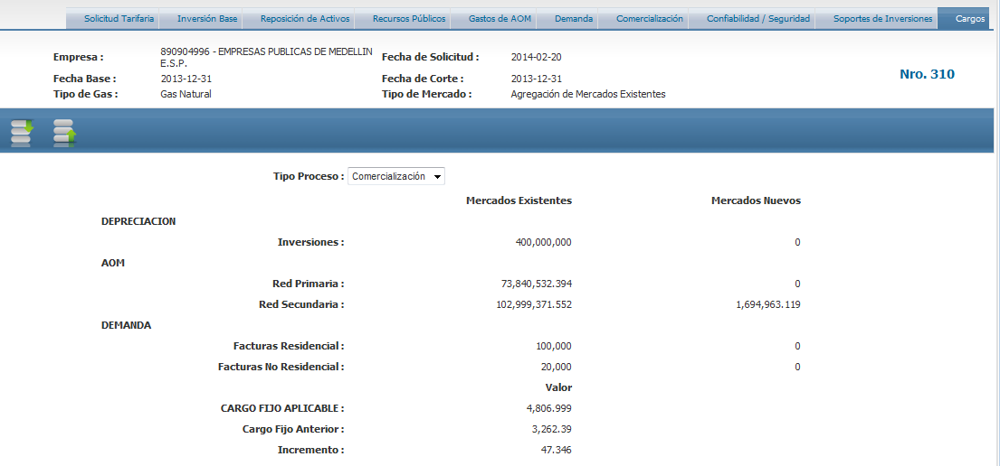 Solicitud Tarifaria Inversión Base Reposición de Activos Recursos Públicos Gastos de AOM Demanda Comercialización Confiabilidad / Seguridad Soportes de Inversiones Cargos
Empresa : 890904996 - EMPRESAS PUBLICAS DE MEDELLIN E.S.P. Fecha de Solicitud : 2014-02-20
Fecha Base : 2013-12-31 Fecha de Corte : 2013-12-31 Nro. 310
Tipo de Gas : Gas Natural Tipo de Mercado : Agregación de Mercados Existentes
Tipo Proceso : Comercialización
Mercados Existentes Mercados Nuevos
DEPRECIACION
Inversiones : 400,000,000 0
AOM
Red Primaria : 73,840,532.394 0
Red Secundaria : 102,999,371.552 1,694,963.119
DEMANDA
Facturas Residencial : 100,000 0
Facturas No Residencial : 20,000 0
Valor
CARGO FIJO APLICABLE : 4,806.999
Cargo Fijo Anterior : 3,262.39
Incremento : 47.346